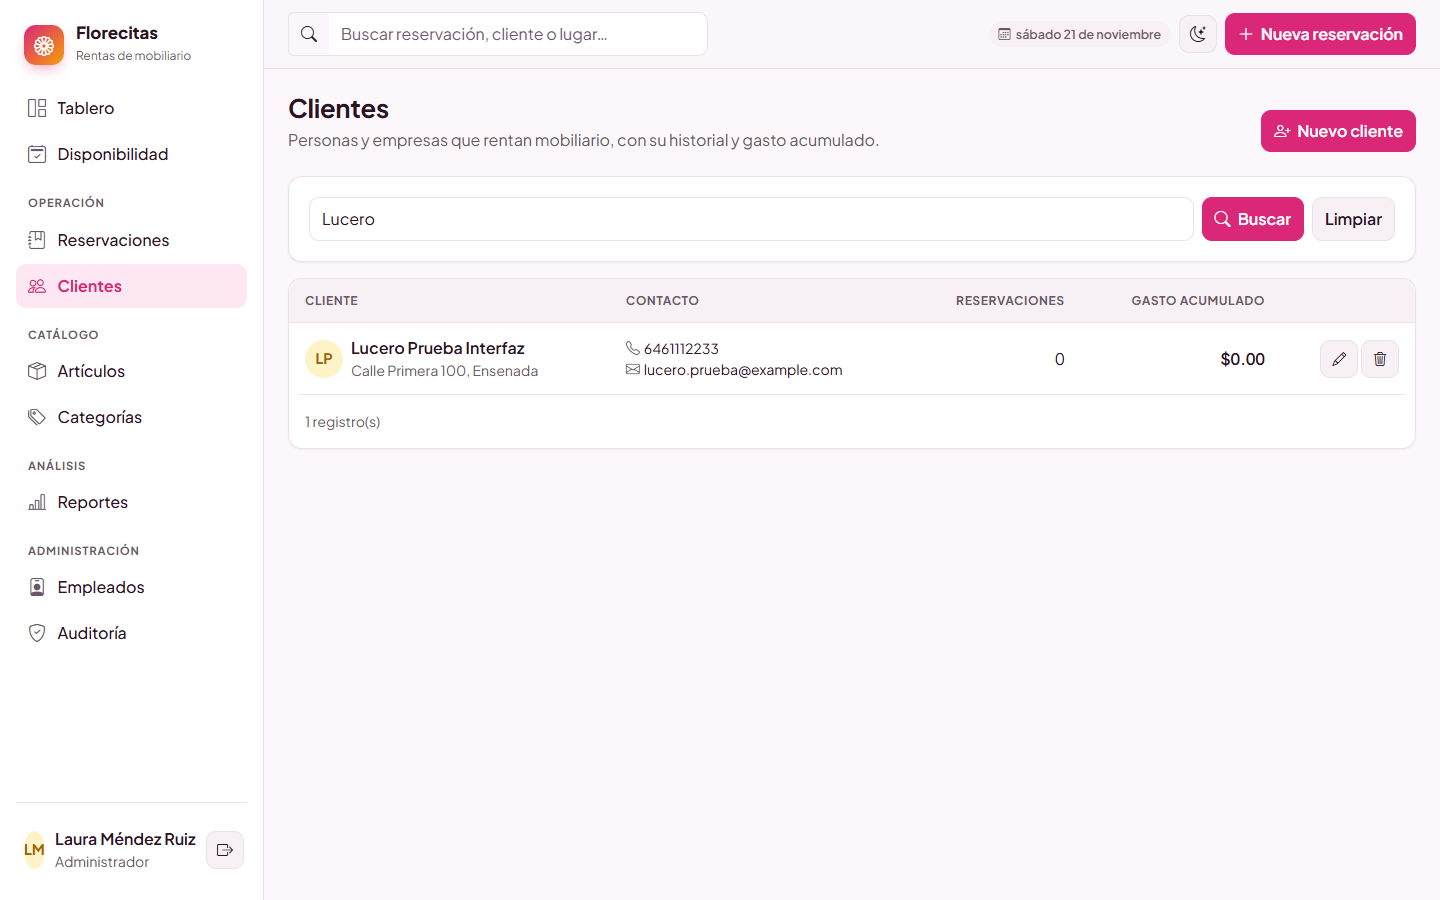 Florecitas
Rentas de mobiliario
Tablero
Disponibilidad
OPERACIÓN
Reservaciones
Clientes
CATÁLOGO
Artículos
Categorías
ANÁLISIS
Reportes
ADMINISTRACIÓN
Empleados
Auditoría
LM
Laura Méndez Ruiz
Administrador
Buscar reservación, cliente o lugar...
sábado 21 de noviembre
Nueva reservación
Clientes
Personas y empresas que rentan mobiliario, con su historial y gasto acumulado.
Nuevo cliente
Lucero
Buscar
Limpiar
CLIENTE CONTACTO RESERVACIONES GASTO ACUMULADO
LP
Lucero Prueba Interfaz
Calle Primera 100, Ensenada
6461112233
lucero.prueba@example.com
0
$0.00
1 registro(s)